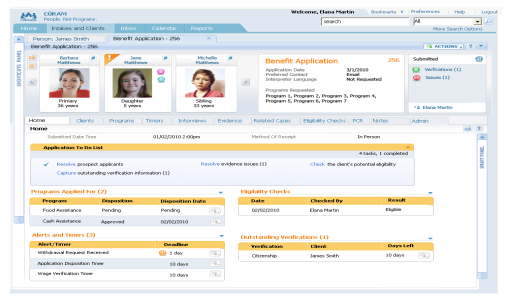 CÚRAM
People. Not Programs
Welcome, Elana Martin
Bookmarks
Preferences
Help
Logout
search
All
More Search Options
Home
Intakes and Clients
Inbox
Calendar
Reports
Person: James Smith
Benefit Application - 256
Benefit Application - 256
ACTIONS
SHORTCUTS PANEL
Barbara Matthews
Primary
36 years
Jane Matthews
Daughter
5 years
Michelle Matthews
Sibling
33 years
Benefit Application 256
Application Date 3/1/2010
Preferred Contact Email
Interpreter Language Not Requested
Programs Requested
Program 1, Program 2, Program 3, Program 4,
Program 5, Program 6, Program 7
Submitted
Verifications (1)
Issues (1)
Elana Martin
Home Clients Programs Timers Interviews Evidence Related Cases Eligibility Checks PCR Notes Admin
Home
SMART PANEL
Submitted Date Time 01/02/2010 2:00pm Method Of Receipt In Person
Application To Do List
4 tasks, 1 completed
Resolve prospect applicants
Resolve evidence issues (1)
Check the client's potential eligibility
Capture outstanding verification information (1)
Programs Applied For (2)
Program Disposition Disposition Date
Food Assistance Pending Pending
Cash Assistance Approved 02/02/2010
Eligibility Checks
Date Checked By Result
02/02/2010 Elana Martin Eligible
Alerts and Timers (3)
Alert/Timer Deadline
Withdrawal Request Received 1 day
Application Disposition Timer 10 days
Wage Verification Timer 10 days
Outstanding Verifications (1)
Verification Client Days Left
Citizenship James Smith 10 days